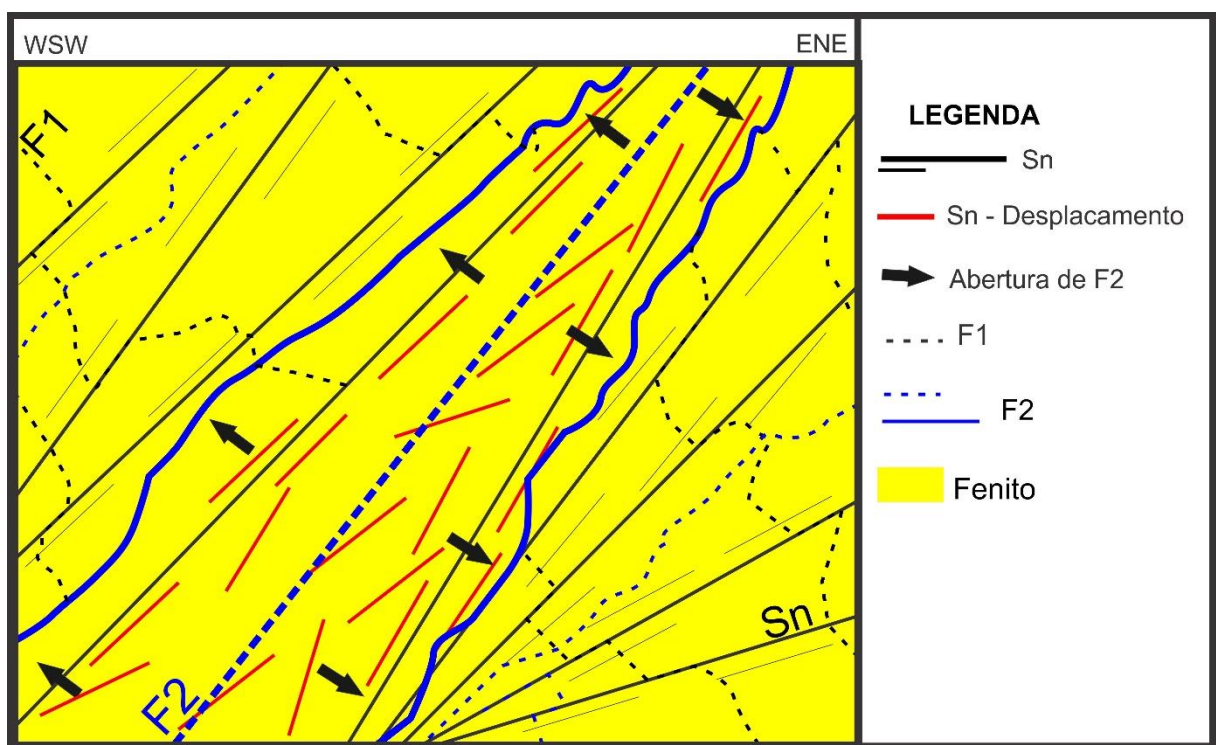 WSW
ENE
F1
F2
Sn
LEGENDA
Sn
Sn - Desplacamento
Abertura de F2
F1
F2
Fenito